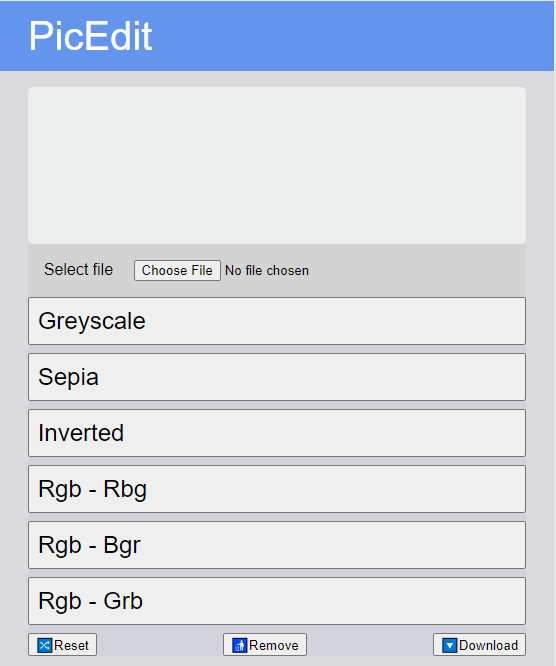 PicEdit
Select file Choose File No file chosen
Greyscale
Sepia
Inverted
Rgb - Rbg
Rgb - Bgr
Rgb - Grb
Reset Remove Download